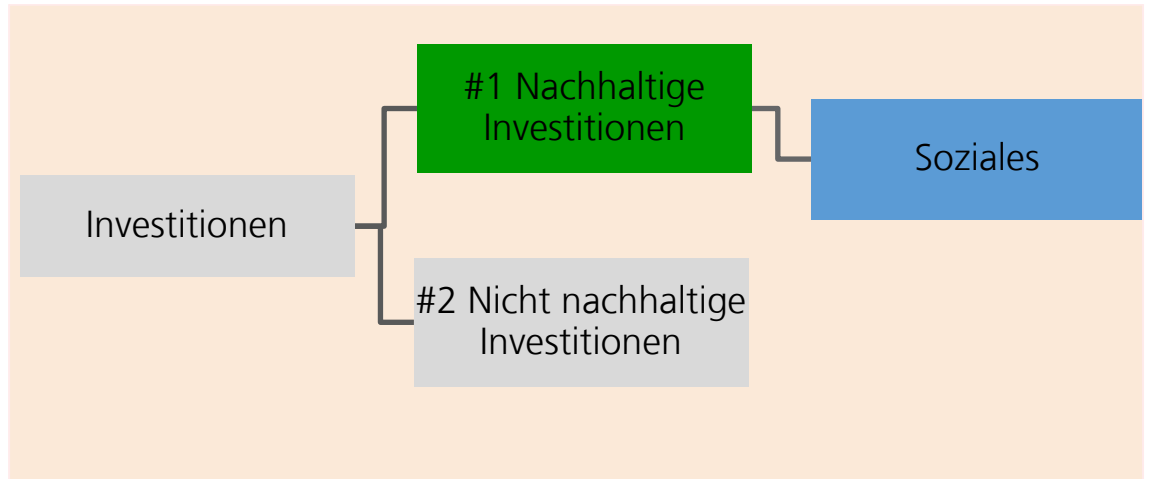 #1 Nachhaltige
Investitionen
Soziales
Investitionen
#2 Nicht nachhaltige
Investitionen